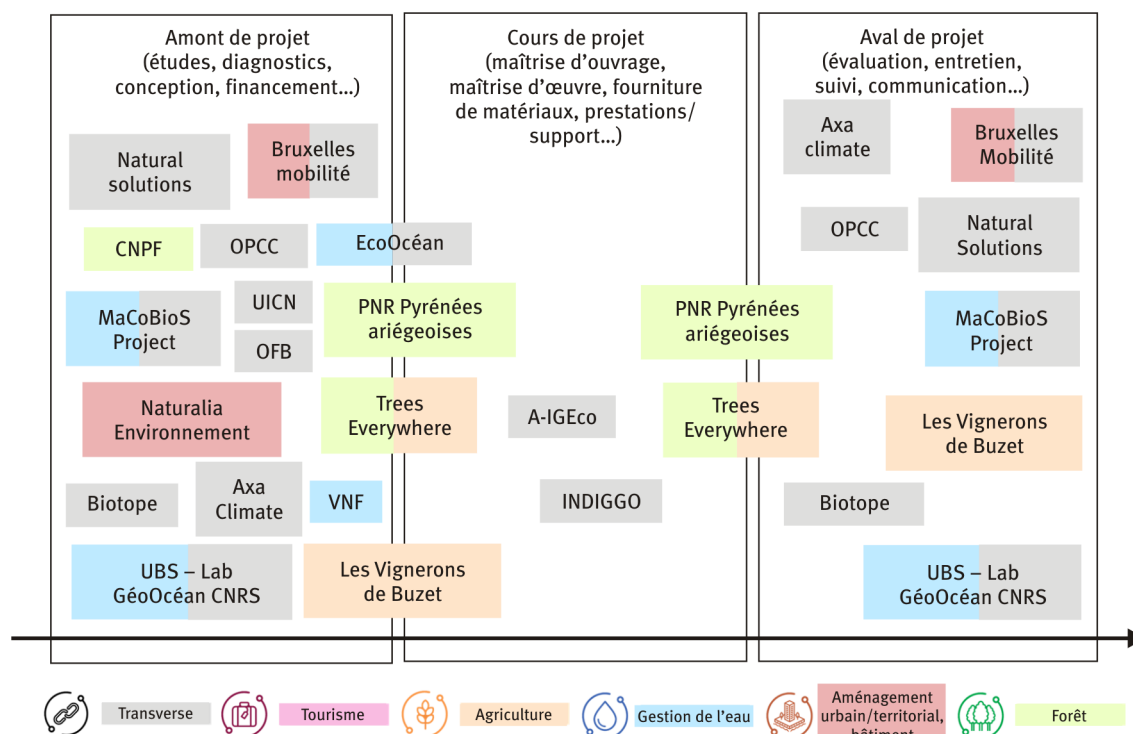 Amont de projet
(études, diagnostics,
conception, financement...)
Cours de projet
(maîtrise d'ouvrage,
maîtrise d'œuvre, fourniture
de matériaux, prestations/
support...)
Aval de projet
(évaluation, entretien,
suivi, communication...)
Natural
solutions
Bruxelles
mobilité
CNPF
OPCC
EcoOcéan
MaCoBioS
Project
UICN
OFB
PNR Pyrénées
ariégeoises
Naturalia
Environnement
Trees
Everywhere
Biotope
Axa
Climate
VNF
UBS – Lab
GéoOcéan CNRS
Les Vignerons
de Buzet
A-IGEco
INDIGGO
PNR Pyrénées
ariégeoises
Trees
Everywhere
Axa
climate
Bruxelles
Mobilité
OPCC
Natural
Solutions
MaCoBioS
Project
Les Vignerons
de Buzet
Biotope
UBS – Lab
GéoOcéan CNRS
Transverse
Tourisme
Agriculture
Gestion de l'eau
Aménagement
urbain/territorial,
bâtiment
Forêt